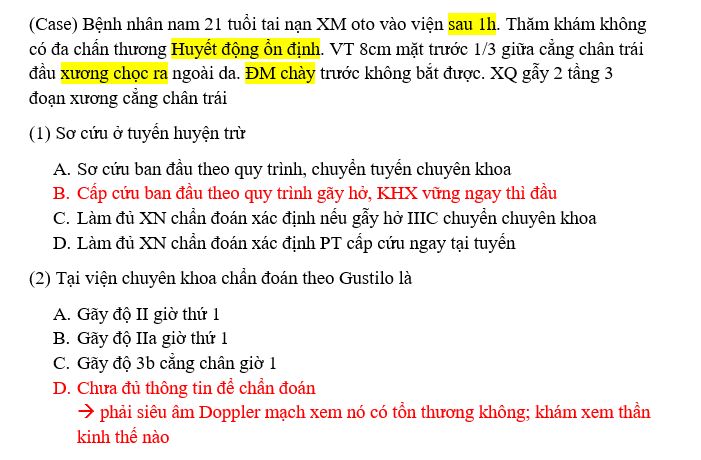 (Case) Bệnh nhân nam 21 tuổi tai nạn XM oto vào viện sau 1h. Thăm khám không
có đa chấn thương Huyết động ổn định. VT 8cm mặt trước 1/3 giữa cẳng chân trái
đầu xương chọc ra ngoài da. ĐM chày trước không bắt được. XQ gẫy 2 tầng 3
đoạn xương cẳng chân trái
(1) Sơ cứu ở tuyến huyện trừ
A. Sơ cứu ban đầu theo quy trình, chuyển tuyến chuyên khoa
B. Cấp cứu ban đầu theo quy trình gãy hở, KHX vững ngay thì đầu
C. Làm đủ XN chẩn đoán xác định nếu gẫy hở IIIC chuyển chuyên khoa
D. Làm đủ XN chẩn đoán xác định PT cấp cứu ngay tại tuyến
(2) Tại viện chuyên khoa chẩn đoán theo Gustilo là
A. Gãy độ II giờ thứ 1
B. Gãy độ IIa giờ thứ 1
C. Gãy độ 3b cẳng chân giờ 1
D. Chưa đủ thông tin để chẩn đoán
→ phải siêu âm Doppler mạch xem nó có tổn thương không; khám xem thần
kinh thế nào